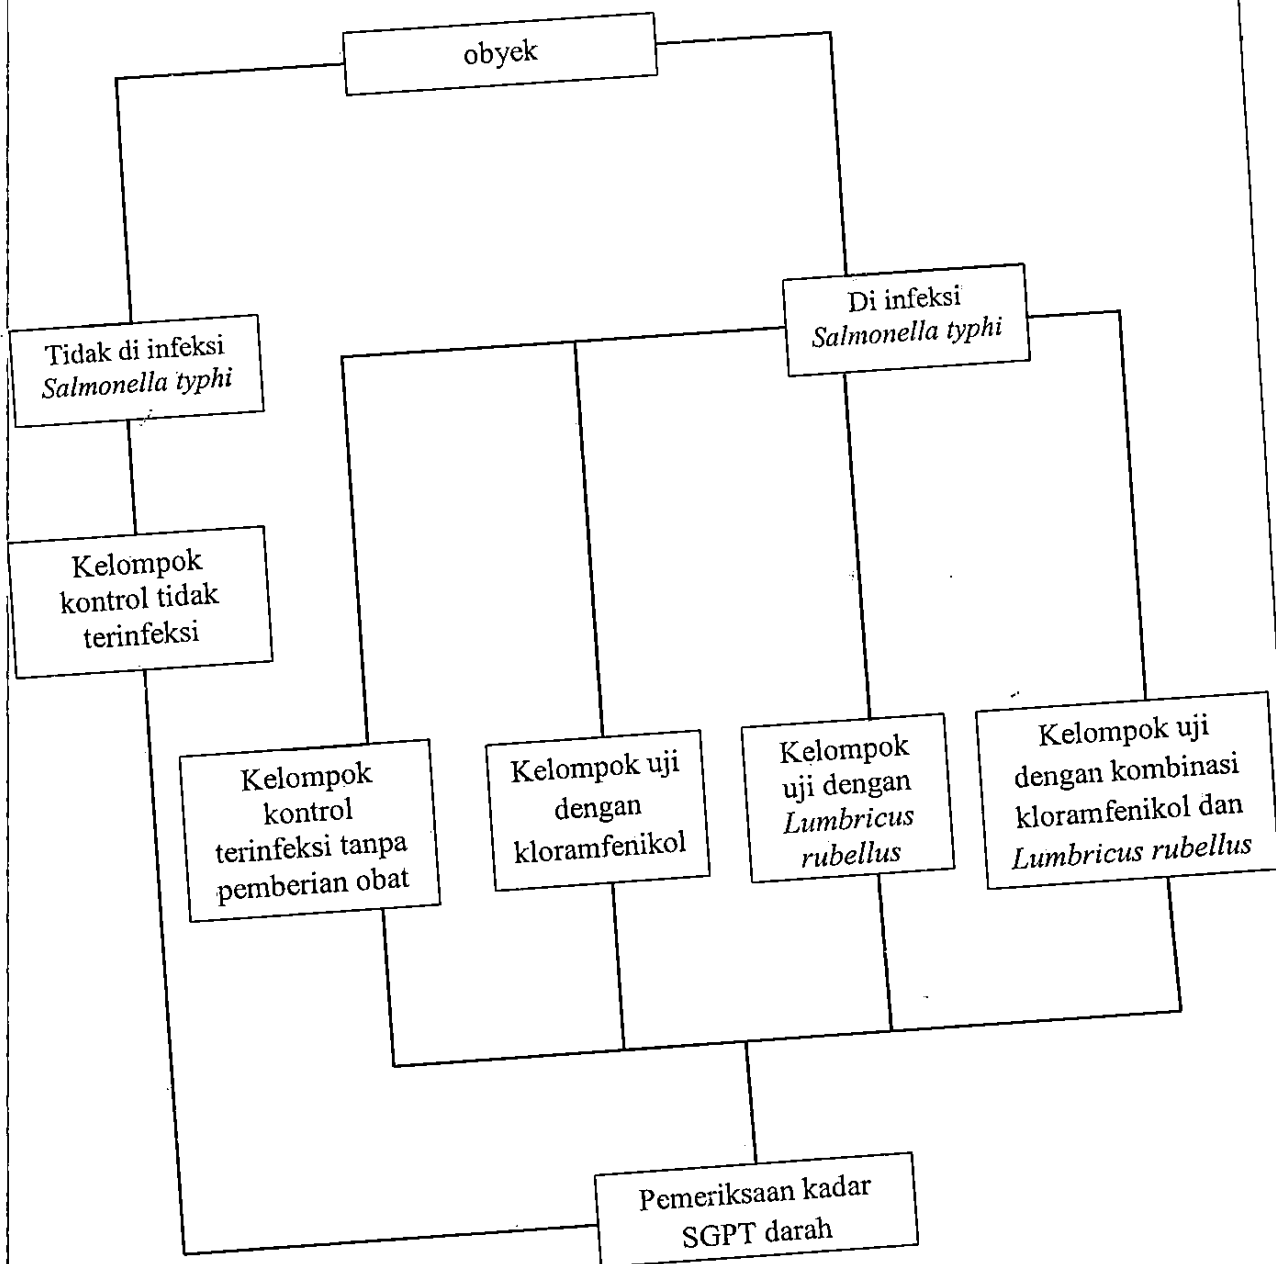 obyek
Di infeksi
Salmonella typhi
Tidak di infeksi
Salmonella typhi
Kelompok
kontrol tidak
terinfeksi
Kelompok
kontrol
terinfeksi tanpa
pemberian obat
Kelompok uji
dengan
kloramfenikol
Kelompok
uji dengan
Lumbricus
rubellus
Kelompok uji
dengan kombinasi
kloramfenikol dan
Lumbricus rubellus
Pemeriksaan kadar
SGPT darah